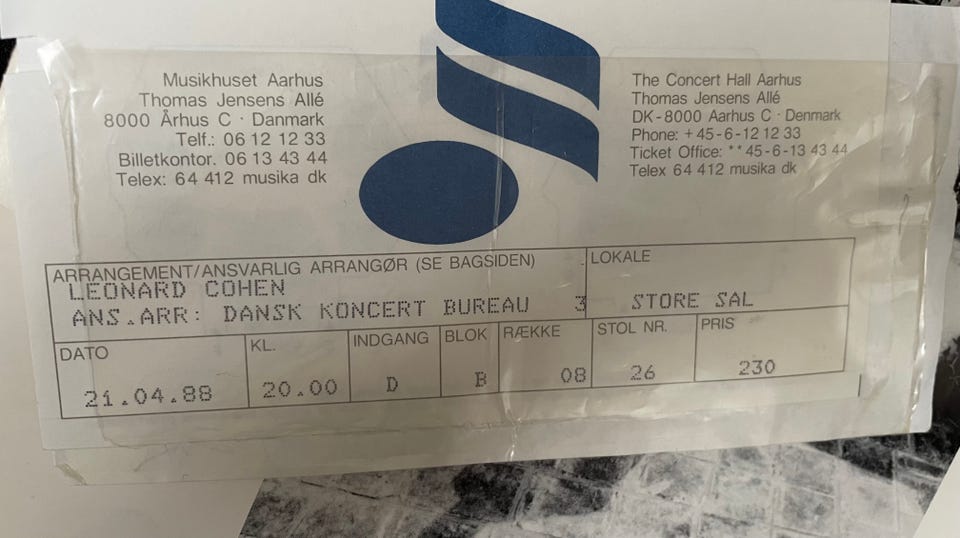 Musikhuset Aarhus
Thomas Jensens Allé
8000 Århus C · Danmark
Telf.: 06 12 12 33
Billetkontor. 06 13 43 44
Telex: 64 412 musika dk
The Concert Hall Aarhus
Thomas Jensens Allé
DK-8000 Aarhus C · Denmark
Phone: +45-6-12 12 33
Ticket Office: **45-6-13 43 44
Telex 64 412 musika dk
ARRANGEMENT/ANSVARLIG ARRANGØR (SE BAGSIDEN)
LEONARD COHEN
ANS.ARR: DANSK KONCERT BUREAU 3
LOKALE
STORE SAL
DATO
21.04.88
KL.
20.00
INDGANG
D
BLOK
B
RÆKKE
08
STOL NR.
26
PRIS
230